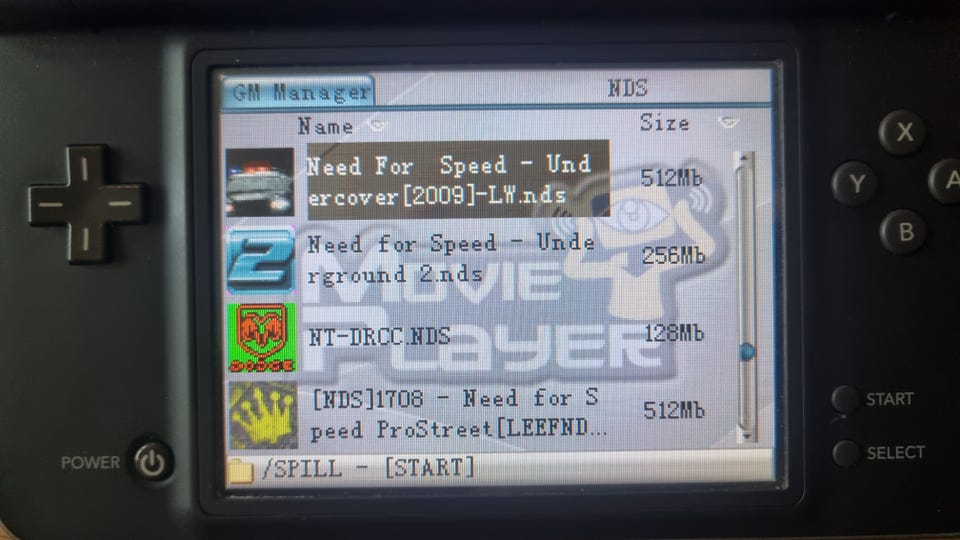 GM Manager NDS
Name Size
Need For Speed - Und
ercover[2009]-LW.nds
512Mb
Need for Speed - Unde
rground 2.nds
256Mb
2
NT-DRCC.NDS
128Mb
DODGE
[NDS]1708 - Need for S
peed ProStreet[LEEFND...
512Mb
MOVIE
PLAYER
/SPILL - [START]
POWER
X
Y
A
B
START
SELECT